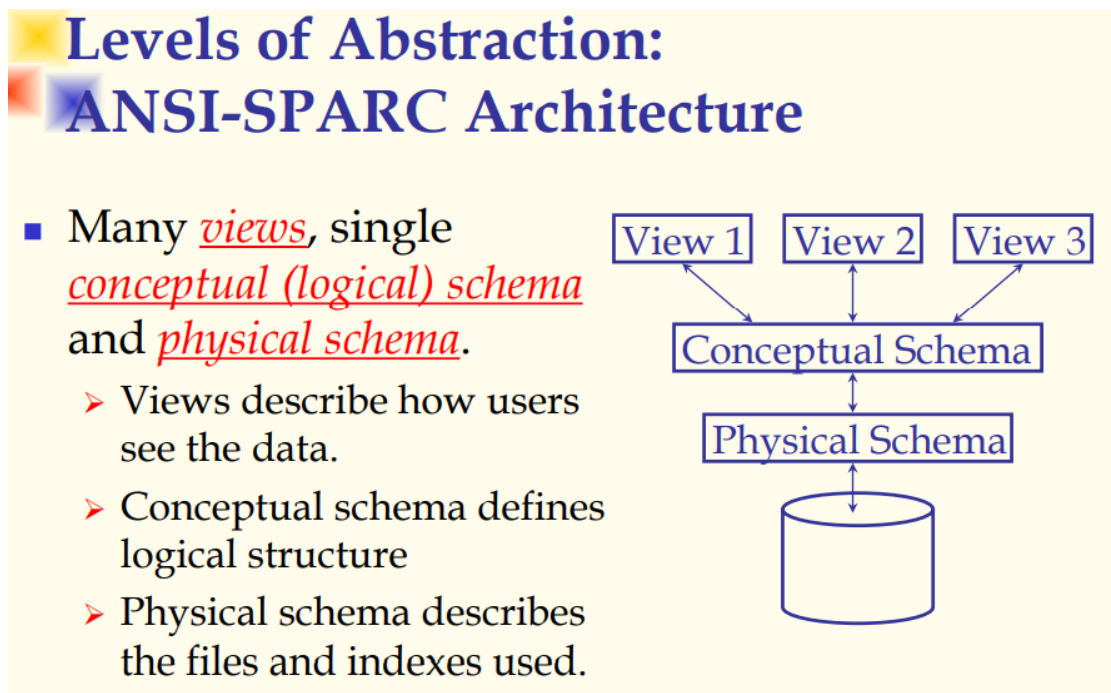 Levels of Abstraction:
ANSI-SPARC Architecture
Many views, single
conceptual (logical) schema
and physical schema.
Views describe how users
see the data.
Conceptual schema defines
logical structure
Physical schema describes
the files and indexes used.
View 1
View 2
View 3
Conceptual Schema
Physical Schema